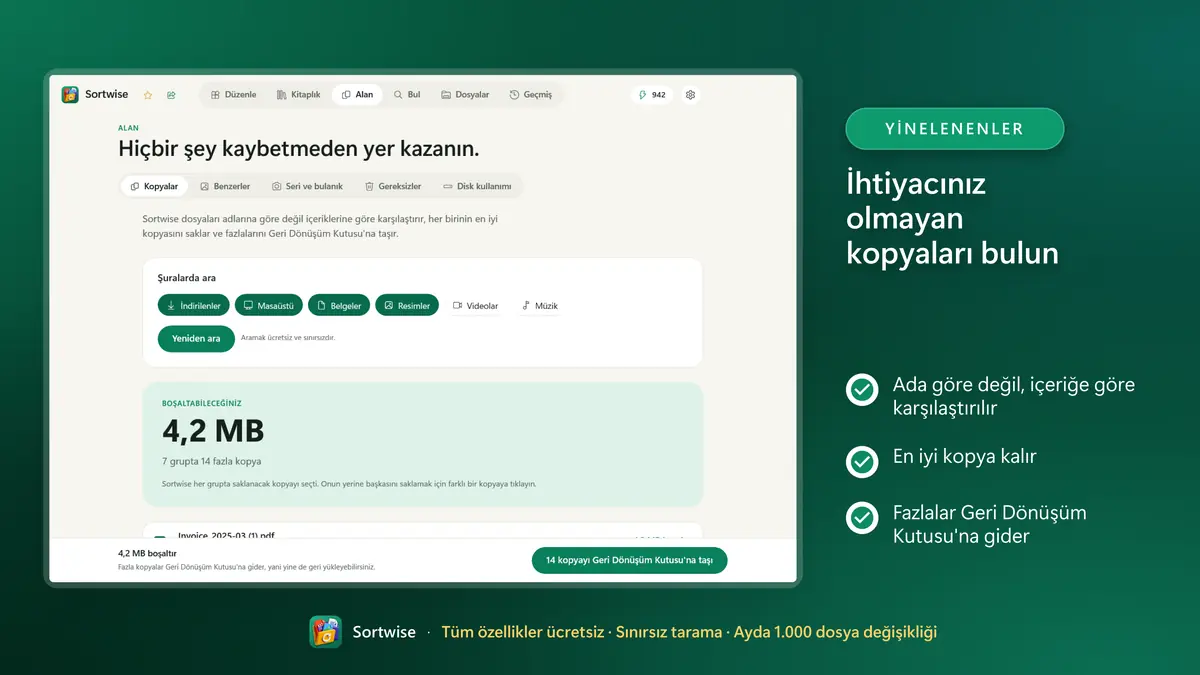 Sortwise
Düzenle
Kitaplık
Alan
Bul
Dosyalar
Geçmiş
942
ALAN
Hiçbir şey kaybetmeden yer kazanın.
Kopyalar
Benzerler
Seri ve bulanık
Gereksizler
Disk kullanımı
Sortwise dosyaları adlarına göre değil içeriklerine göre karşılaştırır, her birinin en iyi
kopyasını saklar ve fazlalarını Geri Dönüşüm Kutusu'na taşır.
Şuralarda ara
İndirilenler
Masaüstü
Belgeler
Resimler
Videolar
Müzik
Yeniden ara
Aramak ücretsiz ve sınırsızdır.
BOŞALTABİLECEĞİNİZ
4,2 MB
7 grupta 14 fazla kopya
Sortwise her grupta saklanacak kopyayı seçti. Onun yerine başkasını saklamak için farklı bir kopyaya tıklayın.
Invoice_2025-03 (1).pdf
4,2 MB boşaltır
Fazla kopyalar Geri Dönüşüm Kutusu'na gider, yani yine de geri yükleyebilirsiniz.
14 kopyayı Geri Dönüşüm Kutusu'na taşı
YİNELENENLER
İhtiyacınız
olmayan
kopyaları bulun
Ada göre değil, içeriğe göre
karşılaştırılır
En iyi kopya kalır
Fazlalar Geri Dönüşüm
Kutusu'na gider
Sortwise · Tüm özellikler ücretsiz · Sınırsız tarama · Ayda 1.000 dosya değişikliği